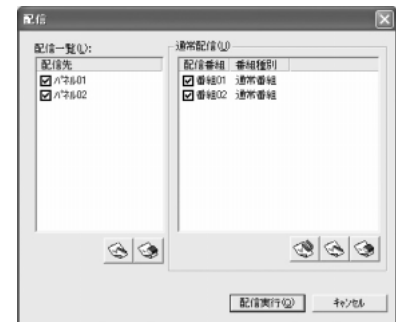 配信
配信一覧(L):
配信先
パネル01
パネル02
通常配信(U)
配信番組 番組種別
番組01 通常番組
番組02 通常番組
配信実行(O) キャンセル